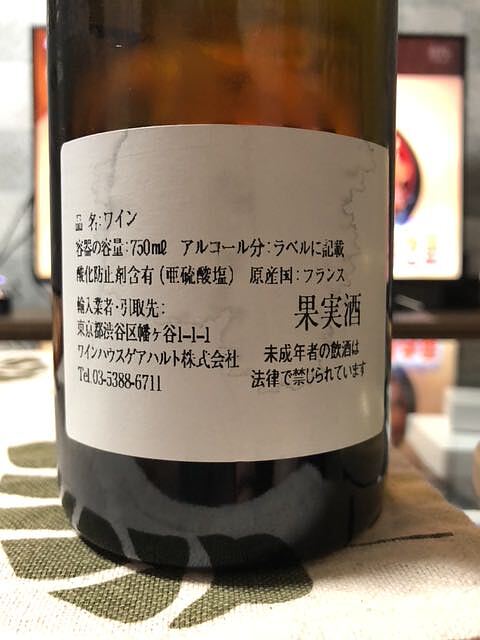 品 名:ワイン
容器の容量:750㎖ アルコール分:ラベルに記載
酸化防止剤含有(亜硫酸塩) 原産国:フランス
輸入業者・引取先:
東京都渋谷区幡ヶ谷1-1-1
ワインハウスゲアハルト株式会社
Tel.03-5388-6711
果実酒
未成年者の飲酒は
法律で禁じられています